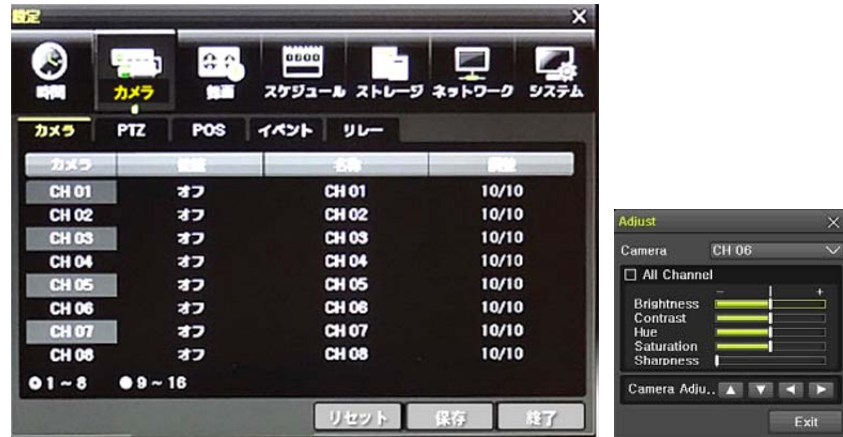 設定
時間 カメラ 録画 スケジュール ストレージ ネットワーク システム
カメラ PTZ POS イベント リレー
カメラ 名称
CH 01 オフ CH 01 10/10
CH 02 オフ CH 02 10/10
CH 03 オフ CH 03 10/10
CH 04 オフ CH 04 10/10
CH 05 オフ CH 05 10/10
CH 06 オフ CH 06 10/10
CH 07 オフ CH 07 10/10
CH 08 オフ CH 08 10/10
1 ~ 8 9 ~ 16
リセット 保存 終了
Adjust
Camera CH 06
All Channel
- +
Brightness
Contrast
Hue
Saturation
Sharpness
Camera Adju..
Exit